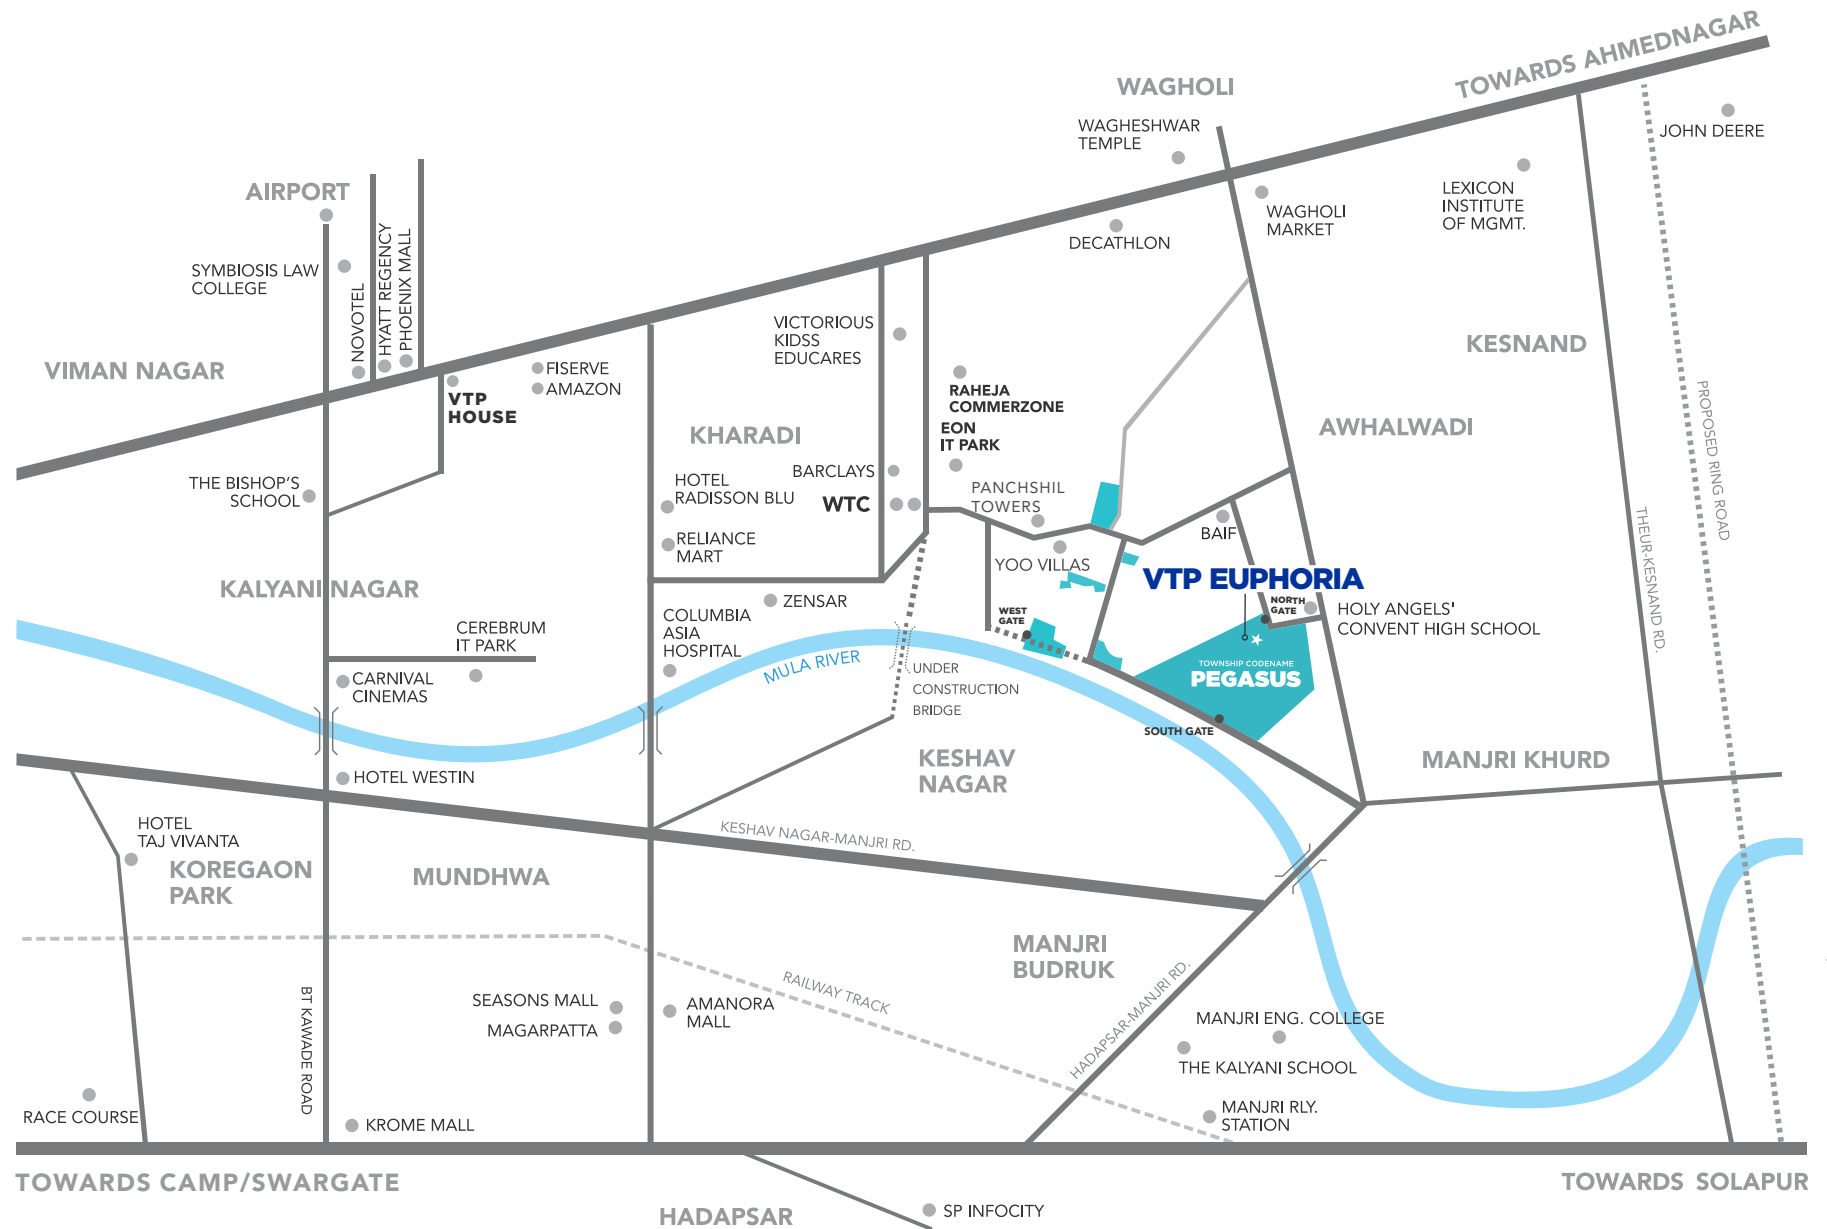 TOWARDS AHMEDNAGAR
WAGHOLI
WAGHESHWAR
TEMPLE
JOHN DEERE
AIRPORT
LEXICON
INSTITUTE
OF MGMT.
WAGHOLI
MARKET
DECATHLON
SYMBIOSIS LAW
COLLEGE
NOVOTEL
HYATT REGENCY
PHOENIX MALL
VICTORIOUS
KIDSS
EDUCARES
KESNAND
VIMAN NAGAR
FISERVE
AMAZON
VTP
HOUSE
RAHEJA
COMMERZONE
EON
IT PARK
KHARADI
AWHALWADI
PROPOSED RING ROAD
THE BISHOP'S
SCHOOL
HOTEL
RADISSON BLU
BARCLAYS
WTC
PANCHSHIL
TOWERS
RELIANCE
MART
BAIF
YOO VILLAS
THEUR-KESNAND RD.
VTP EUPHORIA
KALYANI NAGAR
ZENSAR
WEST
GATE
NORTH
GATE
HOLY ANGELS'
CONVENT HIGH SCHOOL
COLUMBIA
ASIA
HOSPITAL
CEREBRUM
IT PARK
MULA RIVER
UNDER
CONSTRUCTION
BRIDGE
TOWNSHIP CODENAME
PEGASUS
CARNIVAL
CINEMAS
SOUTH GATE
KESHAV
NAGAR
MANJRI KHURD
HOTEL WESTIN
HOTEL
TAJ VIVANTA
KESHAV NAGAR-MANJRI RD.
KOREGAON
PARK
MUNDHWA
MANJRI
BUDRUK
RAILWAY TRACK
HADAPSAR-MANJRI RD.
BT KAWADE ROAD
SEASONS MALL
MAGARPATTA
AMANORA
MALL
MANJRI ENG. COLLEGE
THE KALYANI SCHOOL
MANJRI RLY.
STATION
RACE COURSE
KROME MALL
TOWARDS CAMP/SWARGATE
TOWARDS SOLAPUR
HADAPSAR
SP INFOCITY